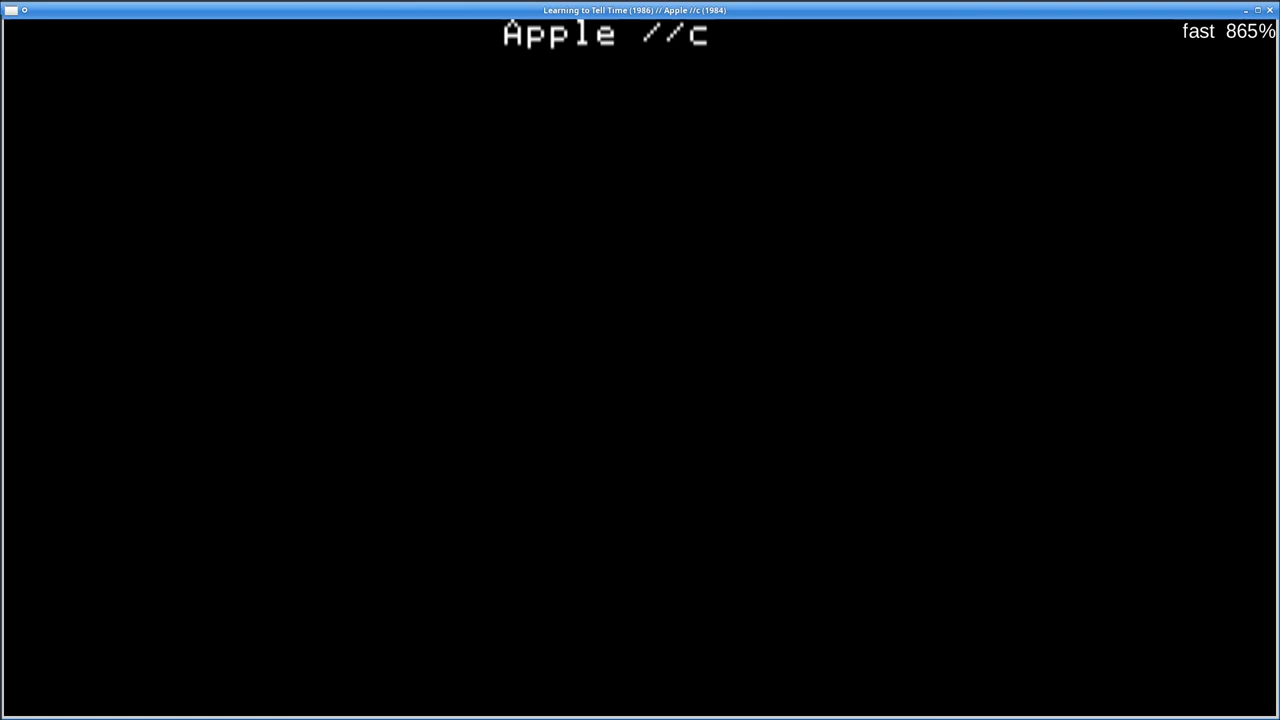 Learning to Tell Time (1986) // Apple //c (1984)
Apple //c
fast 865%